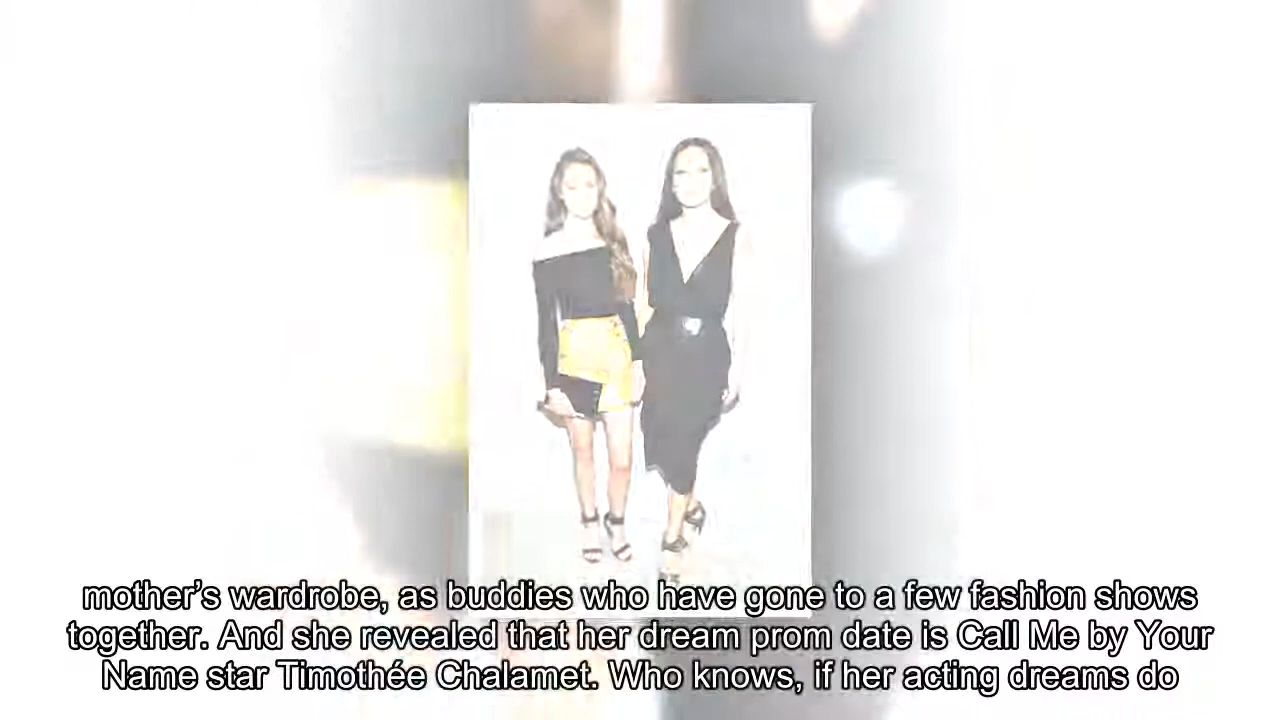 mother’s wardrobe, as buddies who have gone to a few fashion shows
together. And she revealed that her dream prom date is Call Me by Your
Name star Timothée Chalamet. Who knows, if her acting dreams do